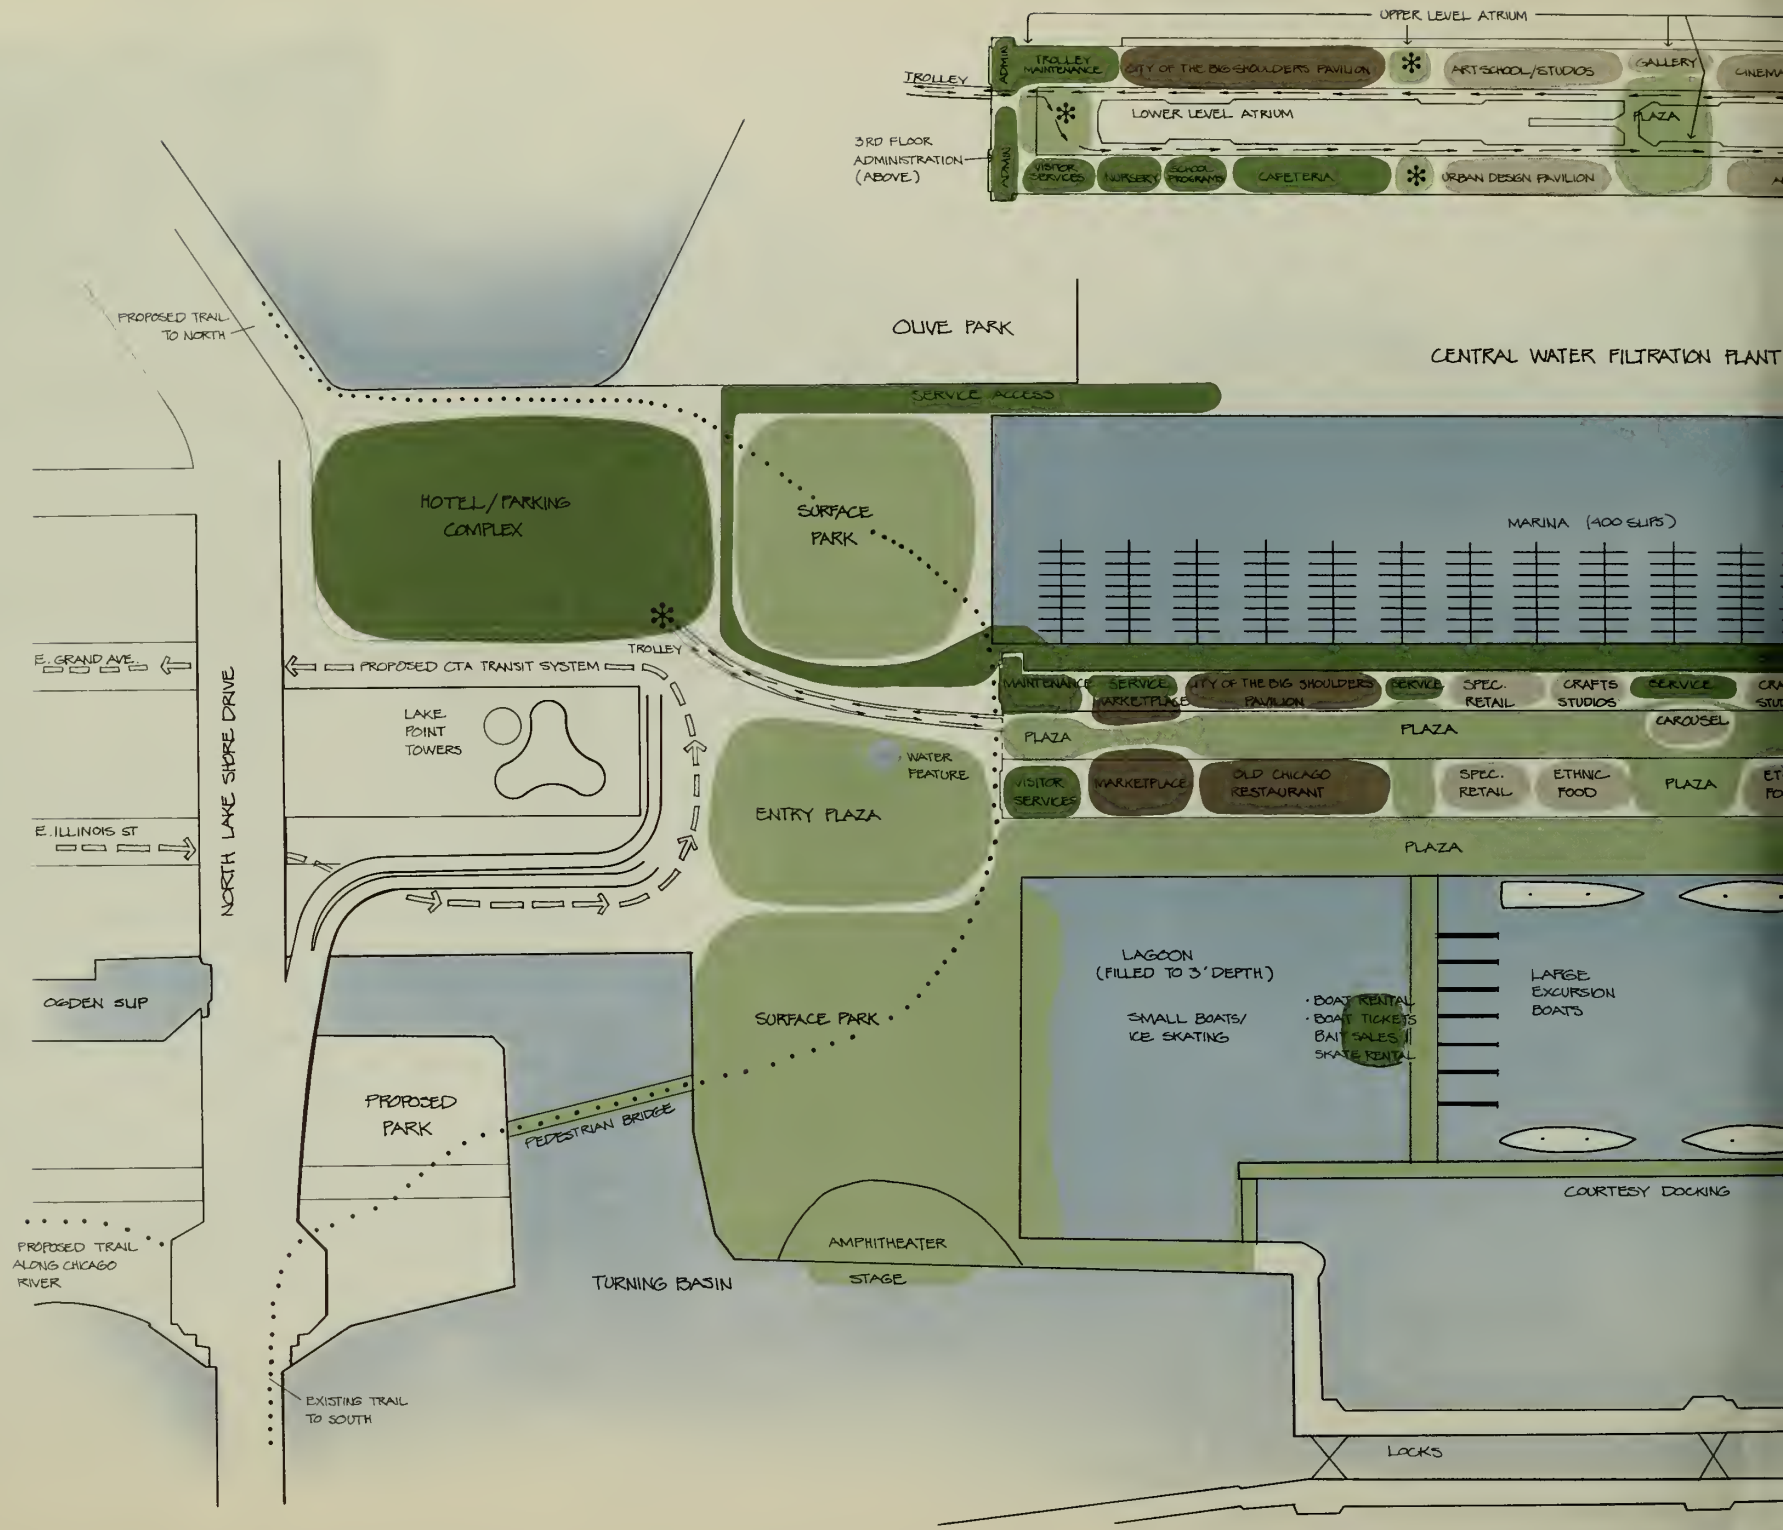 UPPER LEVEL ATRIUM
TROLLEY
ADMIN
TROLLEY
MAINTENANCE
CITY OF THE BIG SHOULDERS PAVILION
ART SCHOOL/STUDIOS
GALLERY
CINEMA
LOWER LEVEL ATRIUM
PLAZA
3RD FLOOR
ADMINISTRATION
(ABOVE)
ADMIN
VISITOR
SERVICES
NURSERY
SCHOOL
PROGRAMS
CAFETERIA
URBAN DESIGN PAVILION
PROPOSED TRAIL
TO NORTH
OLIVE PARK
CENTRAL WATER FILTRATION PLANT
SERVICE ACCESS
HOTEL/PARKING
COMPLEX
SURFACE
PARK
MARINA (400 SLIPS)
TROLLEY
E. GRAND AVE.
PROPOSED CTA TRANSIT SYSTEM
NORTH LAKE SHORE DRIVE
LAKE
POINT
TOWERS
MAINTENANCE
SERVICE
MARKETPLACE
CITY OF THE BIG SHOULDERS
PAVILION
SERVICE
SPEC.
RETAIL
CRAFTS
STUDIOS
SERVICE
CRA
STUD
PLAZA
PLAZA
CAROUSEL
WATER
FEATURE
VISITOR
SERVICES
MARKETPLACE
OLD CHICAGO
RESTAURANT
SPEC.
RETAIL
ETHNIC
FOOD
PLAZA
ET
FO
ENTRY PLAZA
E. ILLINOIS ST
PLAZA
OGDEN SLIP
SURFACE PARK
LAGOON
(FILLED TO 3' DEPTH)
SMALL BOATS/
ICE SKATING
• BOAT RENTAL
• BOAT TICKETS
BAIT SALES
SKATE RENTAL
LARGE
EXCURSION
BOATS
PROPOSED
PARK
PEDESTRIAN BRIDGE
COURTESY DOCKING
PROPOSED TRAIL
ALONG CHICAGO
RIVER
AMPHITHEATER
STAGE
TURNING BASIN
EXISTING TRAIL
TO SOUTH
LOCKS